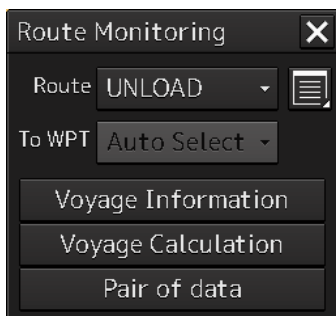 Route Monitoring
Route UNLOAD
To WPT Auto Select
Voyage Information
Voyage Calculation
Pair of data